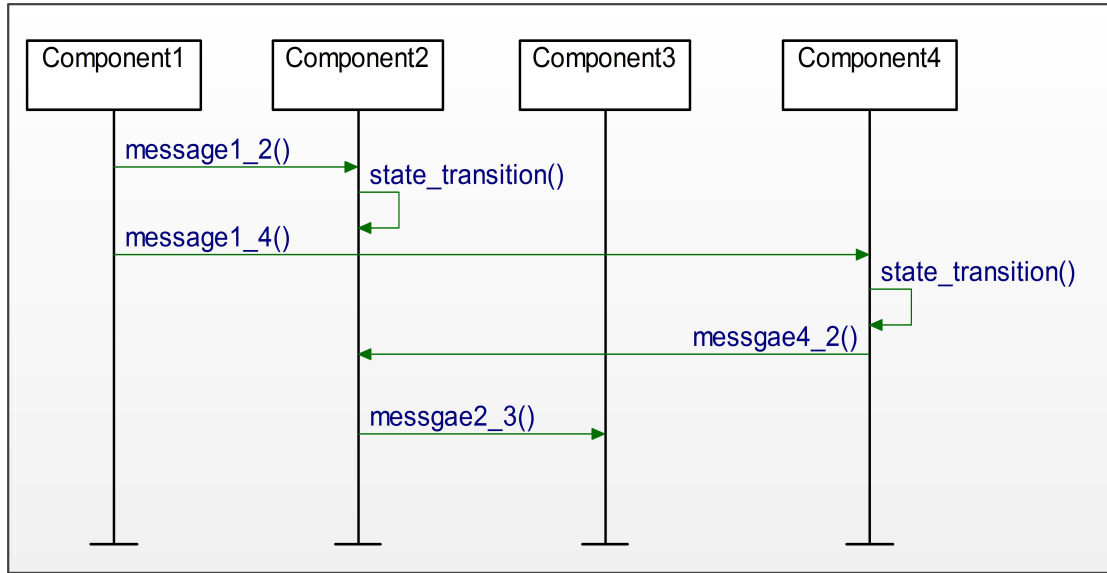 Component1
Component2
Component3
Component4
message1_2()
state_transition()
message1_4()
state_transition()
messgae4_2()
messgae2_3()